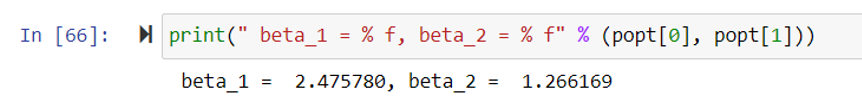 In [66]: print(" beta_1 = % f, beta_2 = % f" % (popt[0], popt[1]))
beta_1 =  2.475780, beta_2 =  1.266169